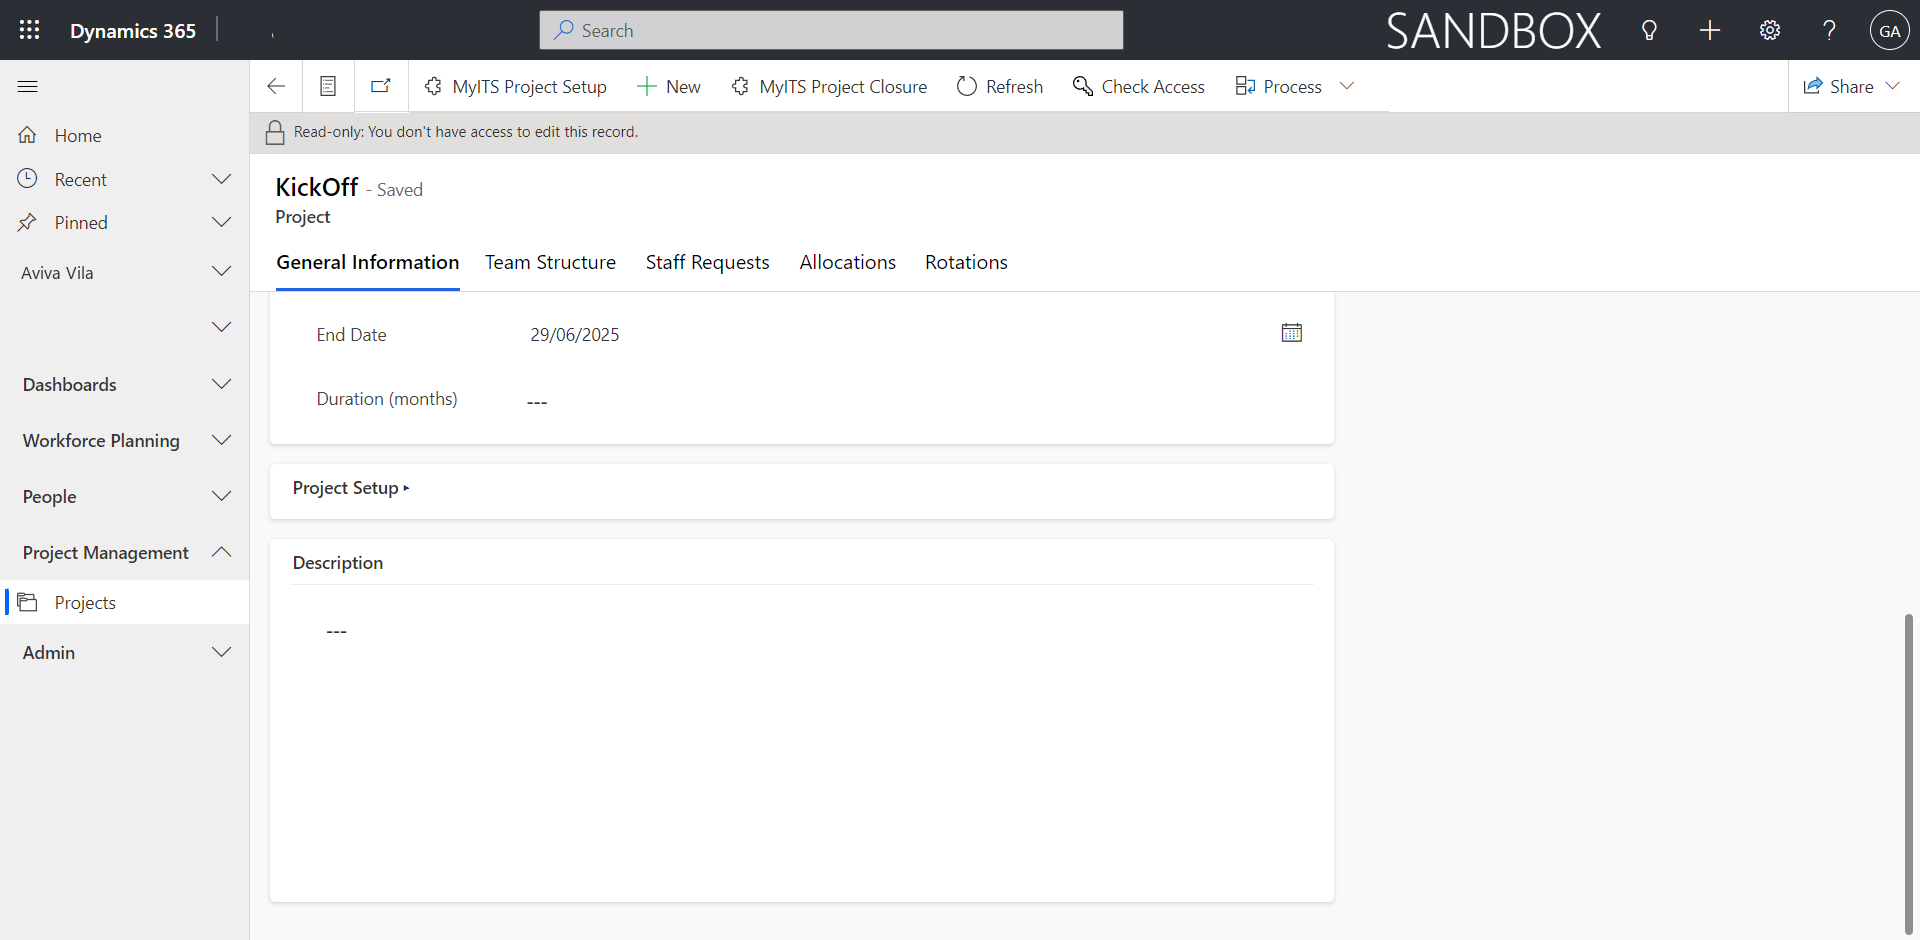 Dynamics 365
Search
SANDBOX
GA
MyITS Project Setup
New
MyITS Project Closure
Refresh
Check Access
Process
Share
Read-only: You don't have access to edit this record.
Home
Recent
Pinned
Aviva Vila
Dashboards
Workforce Planning
People
Project Management
Projects
Admin
KickOff - Saved
Project
General Information
Team Structure
Staff Requests
Allocations
Rotations
End Date
29/06/2025
Duration (months)
---
Project Setup
Description
---